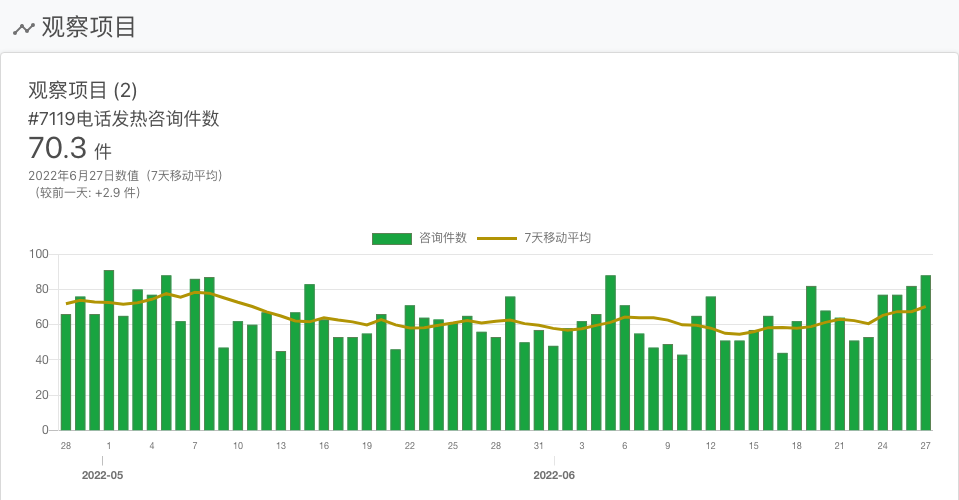 观察项目
观察项目 (2)
#7119电话发热咨询件数
70.3 件
2022年6月27日数值（7天移动平均）
（较前一天: +2.9 件）
咨询件数 7天移动平均
100
80
60
40
20
0
28 1 4 7 10 13 16 19 22 25 28 31 3 6 9 12 15 18 21 24 27
2022-05 2022-06